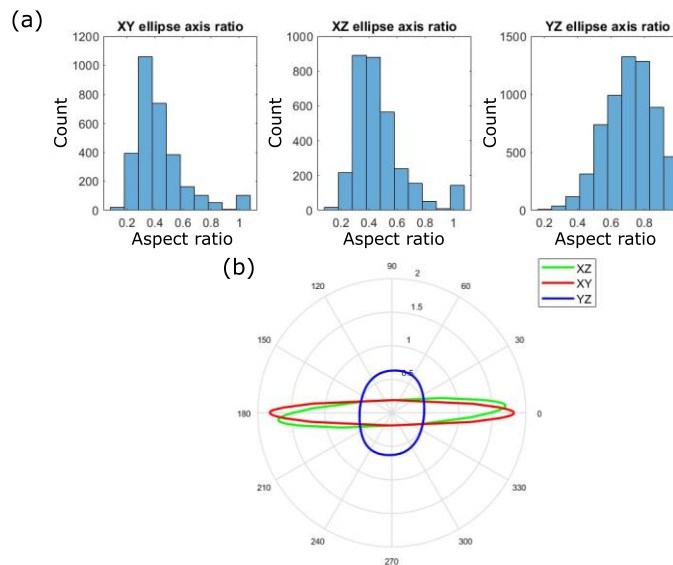 (a)
XY ellipse axis ratio
XZ ellipse axis ratio
YZ ellipse axis ratio
1200
1000
800
600
400
200
0
Count
0.2 0.4 0.6 0.8 1
Aspect ratio
1000
800
600
400
200
0
Count
0.2 0.4 0.6 0.8 1
Aspect ratio
1500
1000
500
0
Count
0.2 0.4 0.6 0.8
Aspect ratio
(b)
XZ
XY
YZ
90
120
60
150
30
180
0
210
330
240
300
270
2
1.5
1
0.5